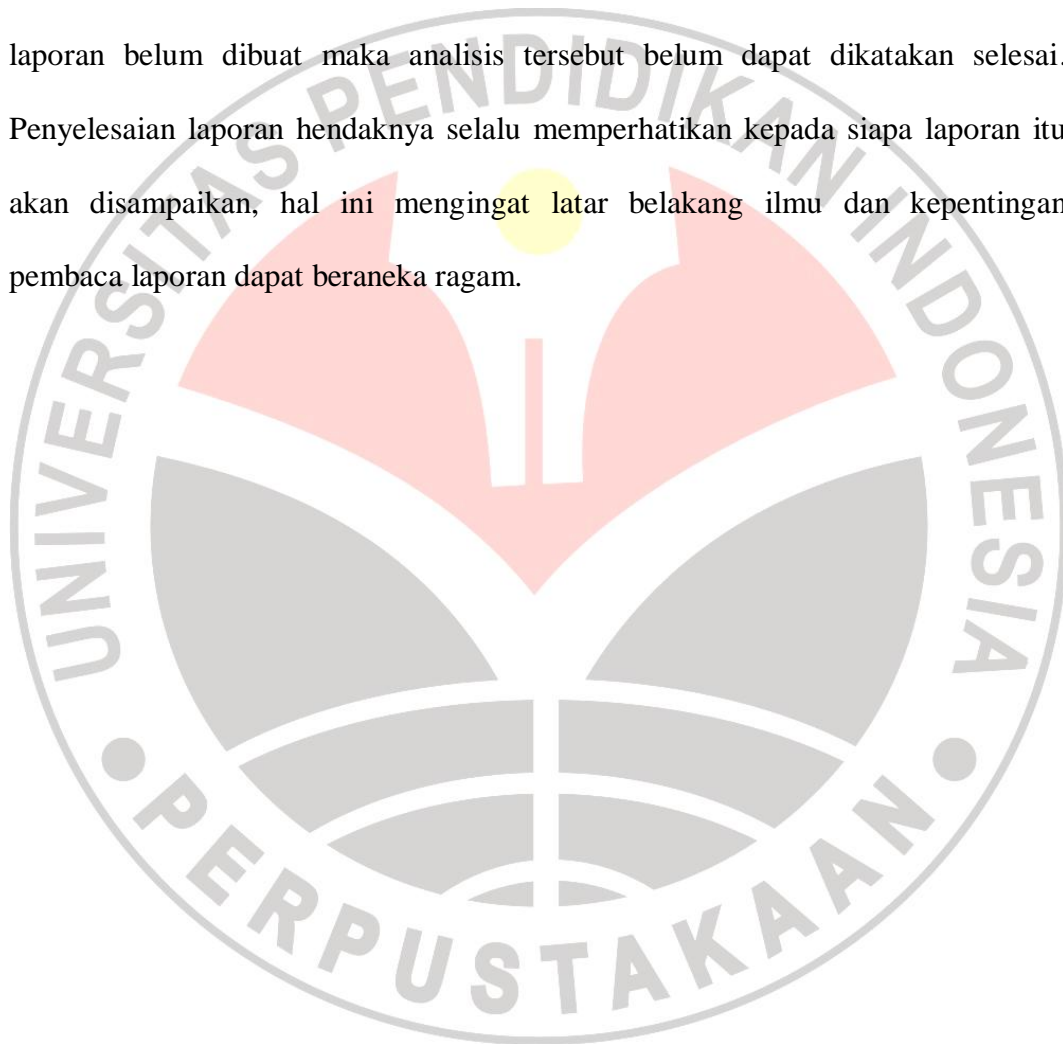 laporan belum dibuat maka analisis tersebut belum dapat dikatakan selesai.
Penyelesaian laporan hendaknya selalu memperhatikan kepada siapa laporan itu
akan disampaikan, hal ini mengingat latar belakang ilmu dan kepentingan
pembaca laporan dapat beraneka ragam.
UNIVERSITAS PENDIDIKAN INDONESIA
PERPUSTAKAAN